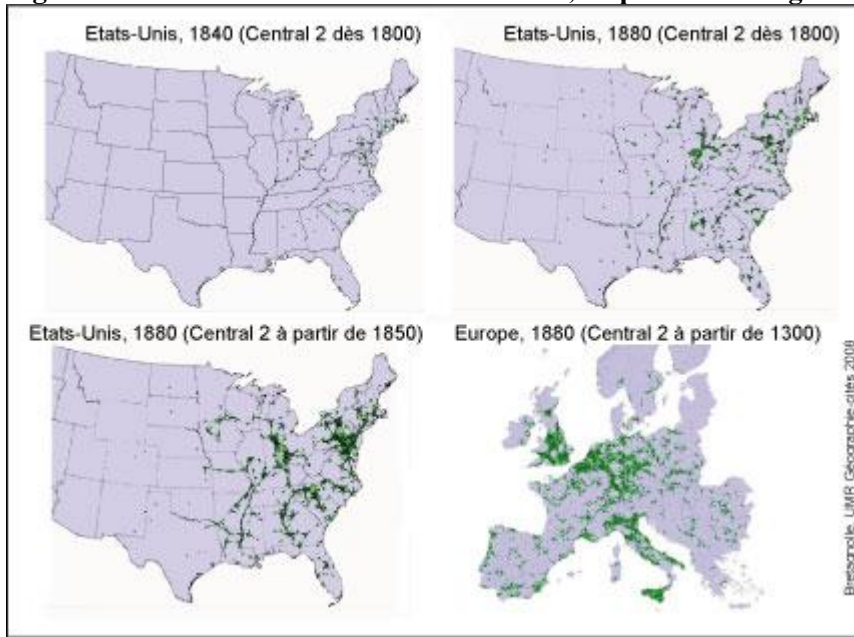 Etats-Unis, 1840 (Central 2 dès 1800)
Etats-Unis, 1880 (Central 2 dès 1800)
Etats-Unis, 1880 (Central 2 à partir de 1850)
Europe, 1880 (Central 2 à partir de 1300)
Bretagnolle, UMR Géographie-cités 2008